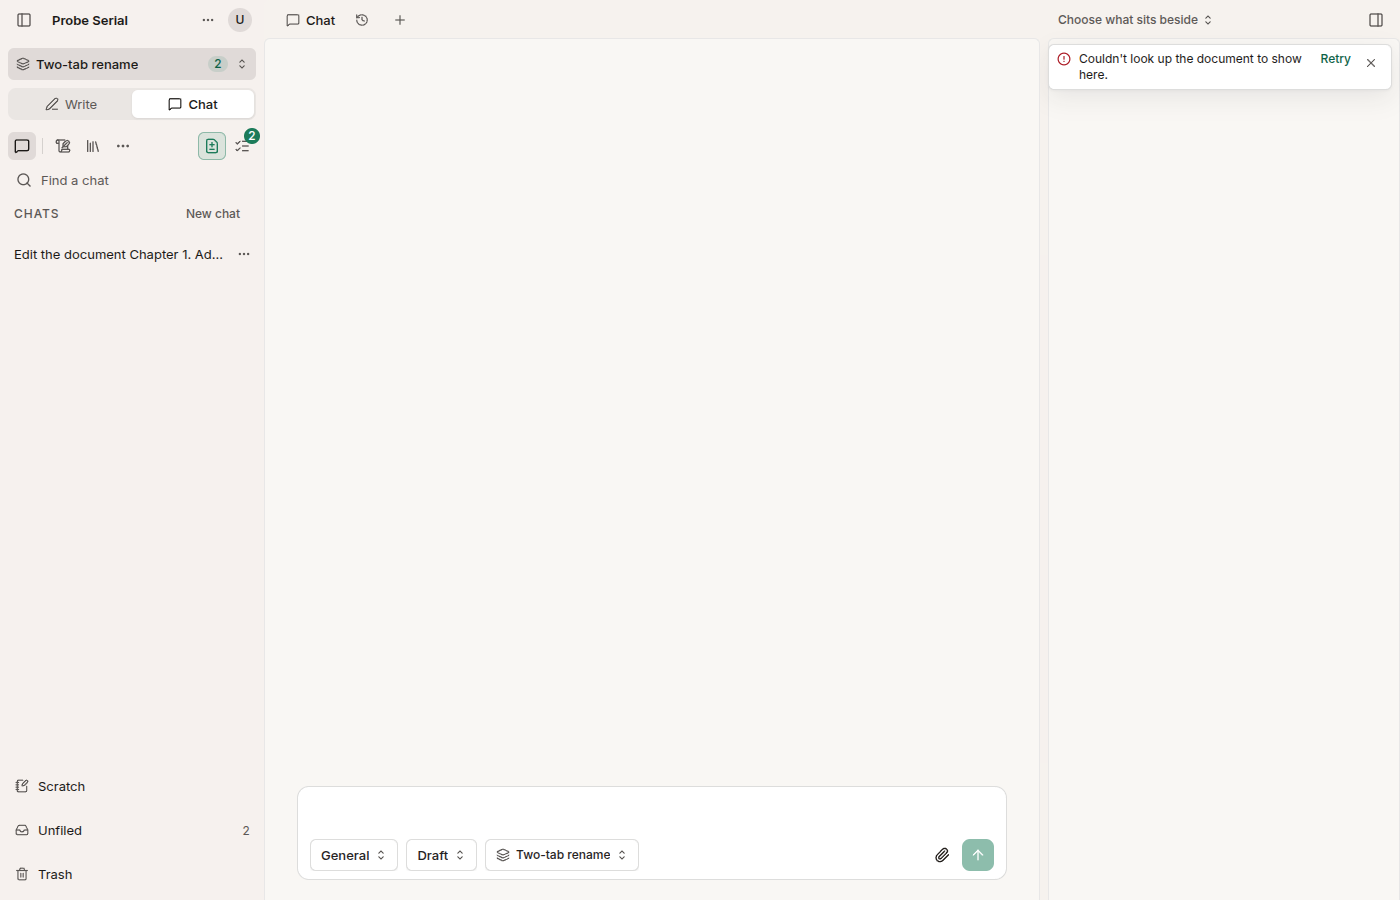 Probe Serial
U
Chat
Choose what sits beside
Two-tab rename
2
Couldn't look up the document to show
here.
Retry
Write
Chat
2
Find a chat
CHATS
New chat
Edit the document Chapter 1. Ad...
Scratch
Unfiled
2
Trash
General
Draft
Two-tab rename